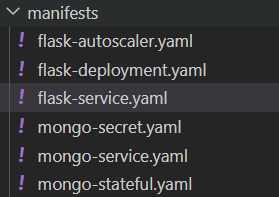 manifests
! flask-autoscaler.yaml
! flask-deployment.yaml
! flask-service.yaml
! mongo-secret.yaml
! mongo-service.yaml
! mongo-stateful.yaml